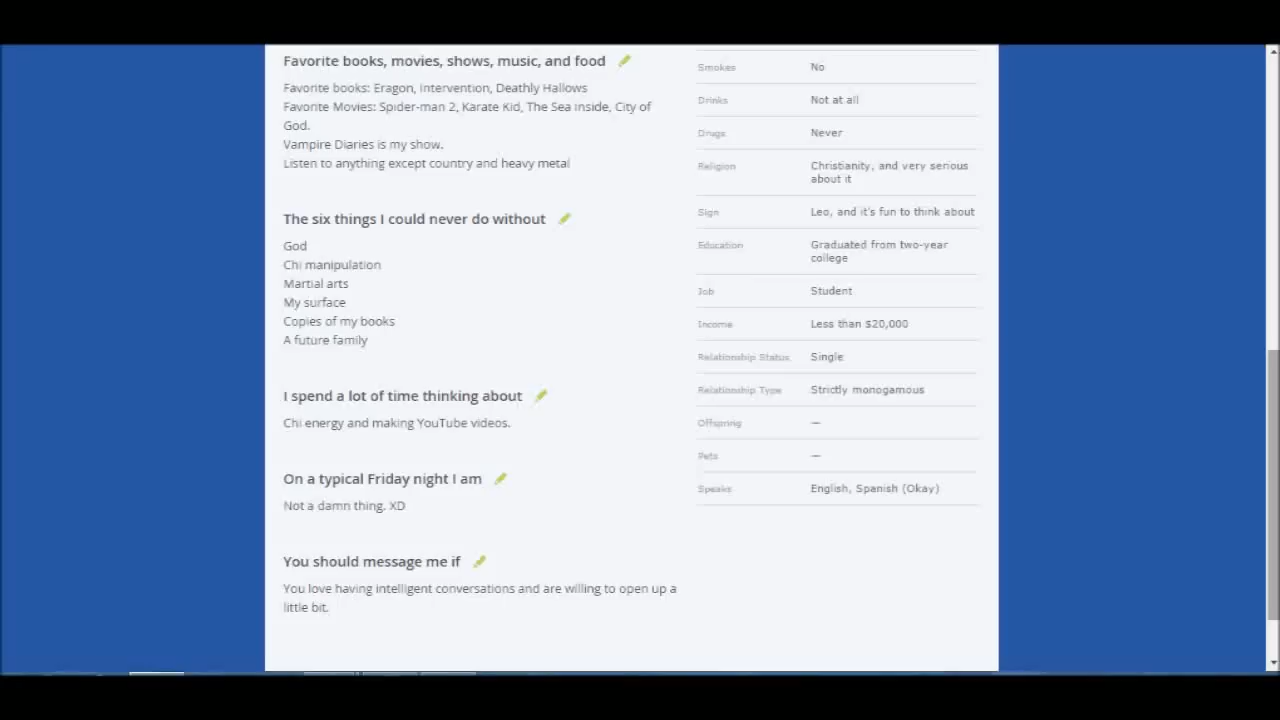 Favorite books, movies, shows, music, and food
Favorite books: Eragon, Intervention, Deathly Hallows
Favorite Movies: Spider-man 2, Karate Kid, The Sea Inside, City of
God.
Vampire Diaries is my show.
Listen to anything except country and heavy metal
The six things I could never do without
God
Chi manipulation
Martial arts
My surface
Copies of my books
A future family
I spend a lot of time thinking about
Chi energy and making YouTube videos.
On a typical Friday night I am
Not a damn thing. XD
You should message me if
You love having intelligent conversations and are willing to open up a
little bit.
Smokes No
Drinks Not at all
Drugs Never
Religion Christianity, and very serious
about it
Sign Leo, and it's fun to think about
Education Graduated from two-year
college
Job Student
Income Less than $20,000
Relationship Status Single
Relationship Type Strictly monogamous
Offspring —
Pets —
Speaks English, Spanish (Okay)